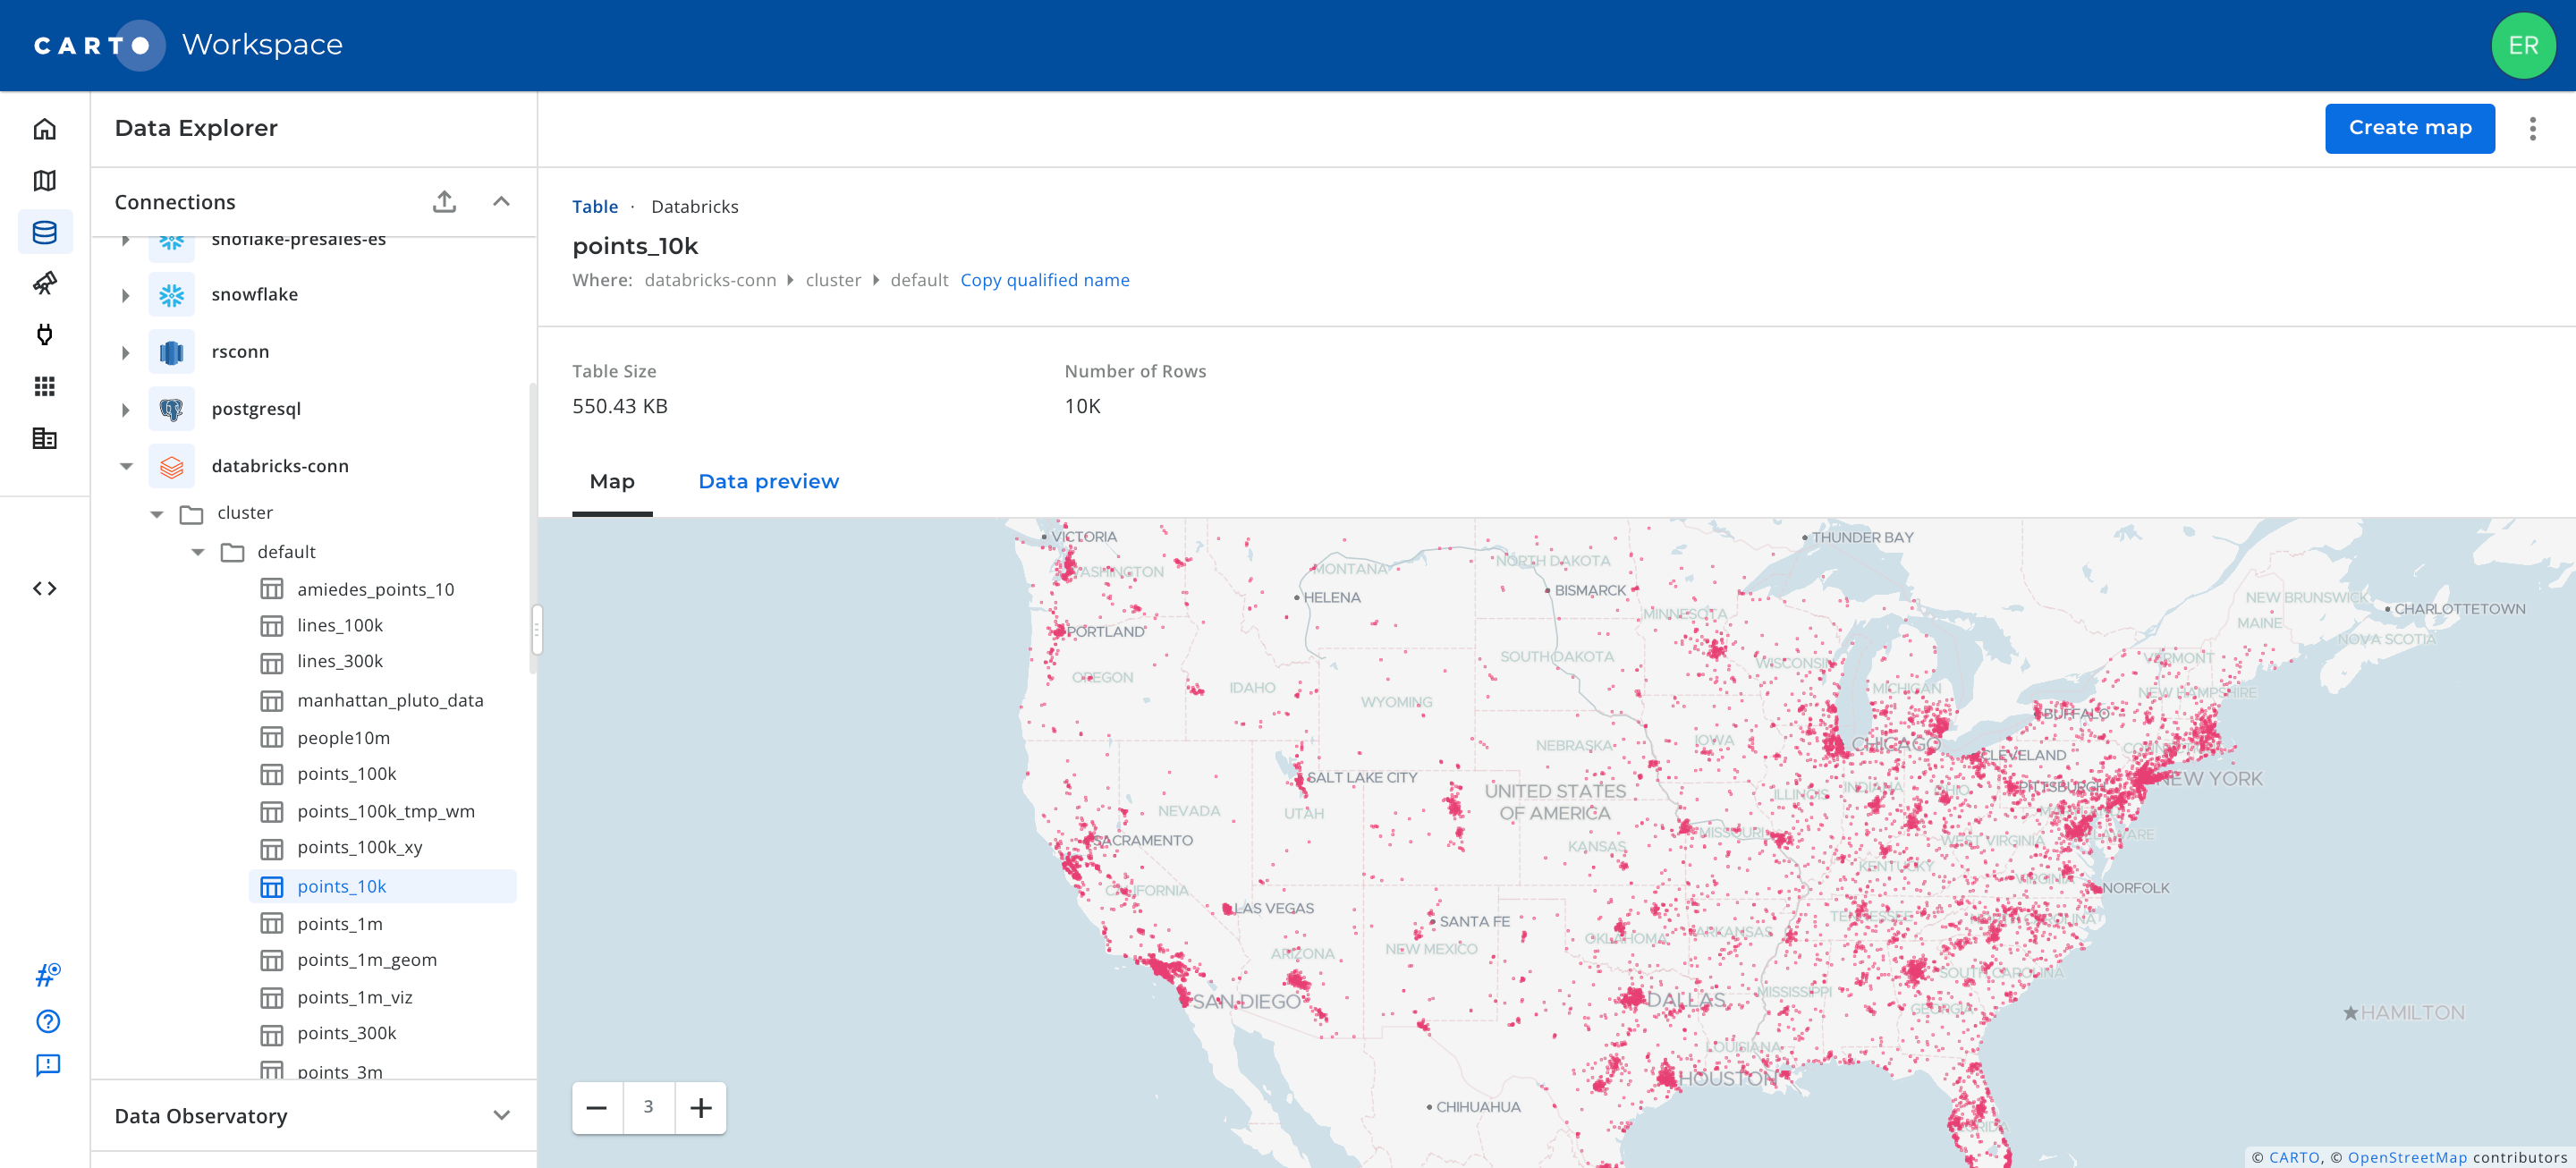 CARTO Workspace
ER
Data Explorer
Create map
Connections
snoflake-presales-es
snowflake
rsconn
postgresql
databricks-conn
cluster
default
amiedes_points_10
lines_100k
lines_300k
manhattan_pluto_data
people10m
points_100k
points_100k_tmp_wm
points_100k_xy
points_10k
points_1m
points_1m_geom
points_1m_viz
points_300k
points_3m
Data Observatory
Table · Databricks
points_10k
Where: databricks-conn cluster default Copy qualified name
Table Size
Number of Rows
550.43 KB
10K
Map
Data preview
VICTORIA
THUNDER BAY
WASHINGTON
MONTANA
NORTH DAKOTA
HELENA
BISMARCK
NEW BRUNSWICK
CHARLOTTETOWN
MINNESOTA
MAINE
PORTLAND
NOVA SCOTIA
SOUTH DAKOTA
WISCONSIN
VERMONT
OREGON
IDAHO
MICHIGAN
NEW HAMPSHIRE
WYOMING
BUFFALO
NEBRASKA
IOWA
CHICAGO
CLEVELAND
SALT LAKE CITY
NEW YORK
UNITED STATES
OF AMERICA
ILLINOIS
INDIANA
OHIO
PITTSBURGH
NEVADA
UTAH
SACRAMENTO
MISSOURI
WEST VIRGINIA
DELAWARE
KANSAS
KENTUCKY
CALIFORNIA
VIRGINIA
NORFOLK
LAS VEGAS
SANTA FE
TENNESSEE
NORTH CAROLINA
OKLAHOMA
ARKANSAS
ARIZONA
NEW MEXICO
SOUTH CAROLINA
SAN DIEGO
DALLAS
MISSISSIPPI
GEORGIA
HAMILTON
LOUISIANA
HOUSTON
CHIHUAHUA
FLORIDA
3
© CARTO, © OpenStreetMap contributors